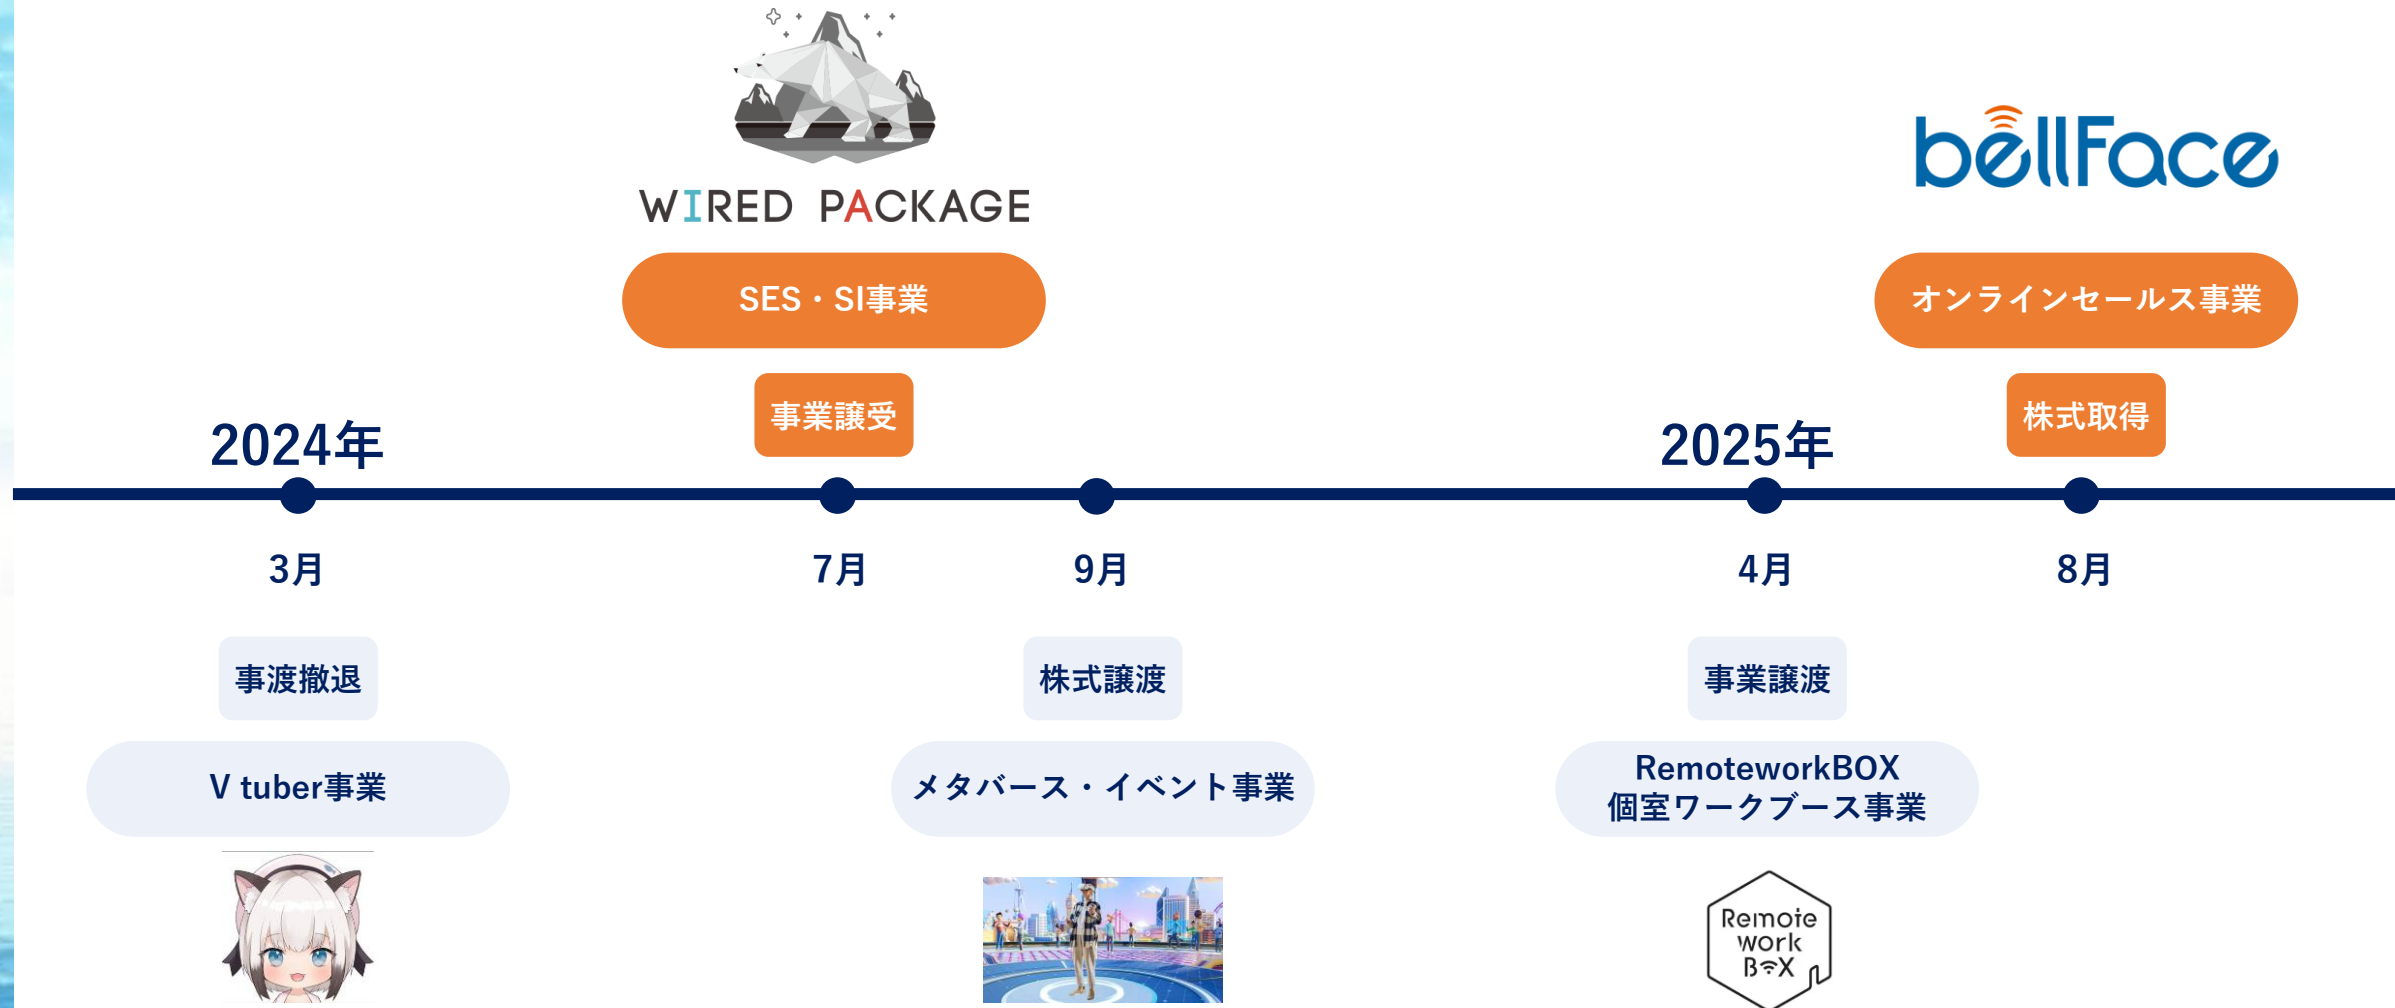 WIRED PACKAGE
bellFace
SES・SI事業
オンラインセールス事業
事業譲受
株式取得
2024年
2025年
3月
7月
9月
4月
8月
事渡撤退
株式譲渡
事業譲渡
V tuber事業
メタバース・イベント事業
RemoteworkBOX
個室ワークブース事業
Remote
work
BOX